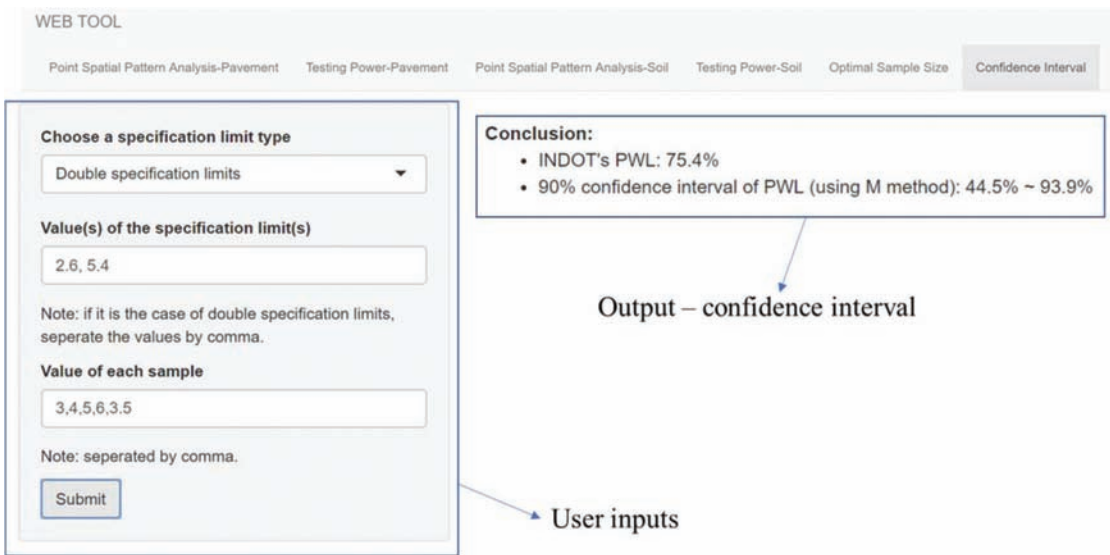 WEB TOOL
Point Spatial Pattern Analysis-Pavement
Testing Power-Pavement
Point Spatial Pattern Analysis-Soil
Testing Power-Soil
Optimal Sample Size
Confidence Interval
Choose a specification limit type
Double specification limits
Value(s) of the specification limit(s)
2.6, 5.4
Note: if it is the case of double specification limits,
seperate the values by comma.
Value of each sample
3,4,5,6,3.5
Note: seperated by comma.
Submit
Conclusion:
• INDOT's PWL: 75.4%
• 90% confidence interval of PWL (using M method): 44.5% ~ 93.9%
Output – confidence interval
User inputs